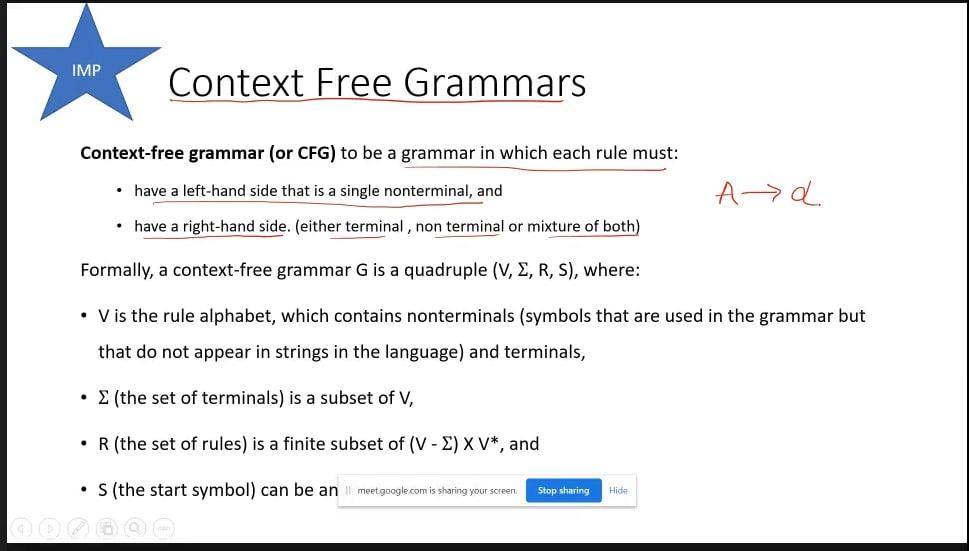 IMP
Context Free Grammars
Context-free grammar (or CFG) to be a grammar in which each rule must:
• have a left-hand side that is a single nonterminal, and
A → α
• have a right-hand side. (either terminal , non terminal or mixture of both)
Formally, a context-free grammar G is a quadruple (V, Σ, R, S), where:
• V is the rule alphabet, which contains nonterminals (symbols that are used in the grammar but
that do not appear in strings in the language) and terminals,
• Σ (the set of terminals) is a subset of V,
• R (the set of rules) is a finite subset of (V - Σ) X V*, and
• S (the start symbol) can be an
meet.google.com is sharing your screen. Stop sharing Hide